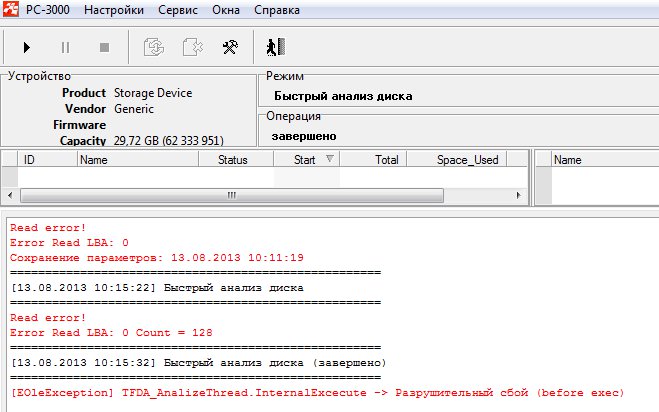 PC-3000 Настройки Сервис Окна Справка
Устройство
Product Storage Device
Vendor Generic
Firmware
Capacity 29,72 GB (62 333 951)
Режим
Быстрый анализ диска
Операция
завершено
ID Name Status Start Total Space_Used Name
Read error!
Error Read LBA: 0
Сохранение параметров: 13.08.2013 10:11:19
====================================================
[13.08.2013 10:15:22] Быстрый анализ диска
====================================================
Read error!
Error Read LBA: 0 Count = 128
====================================================
[13.08.2013 10:15:32] Быстрый анализ диска (завершено)
====================================================
[EOleException] TFDA_AnalizeThread.InternalExcecute -> Разрушительный сбой (before exec)